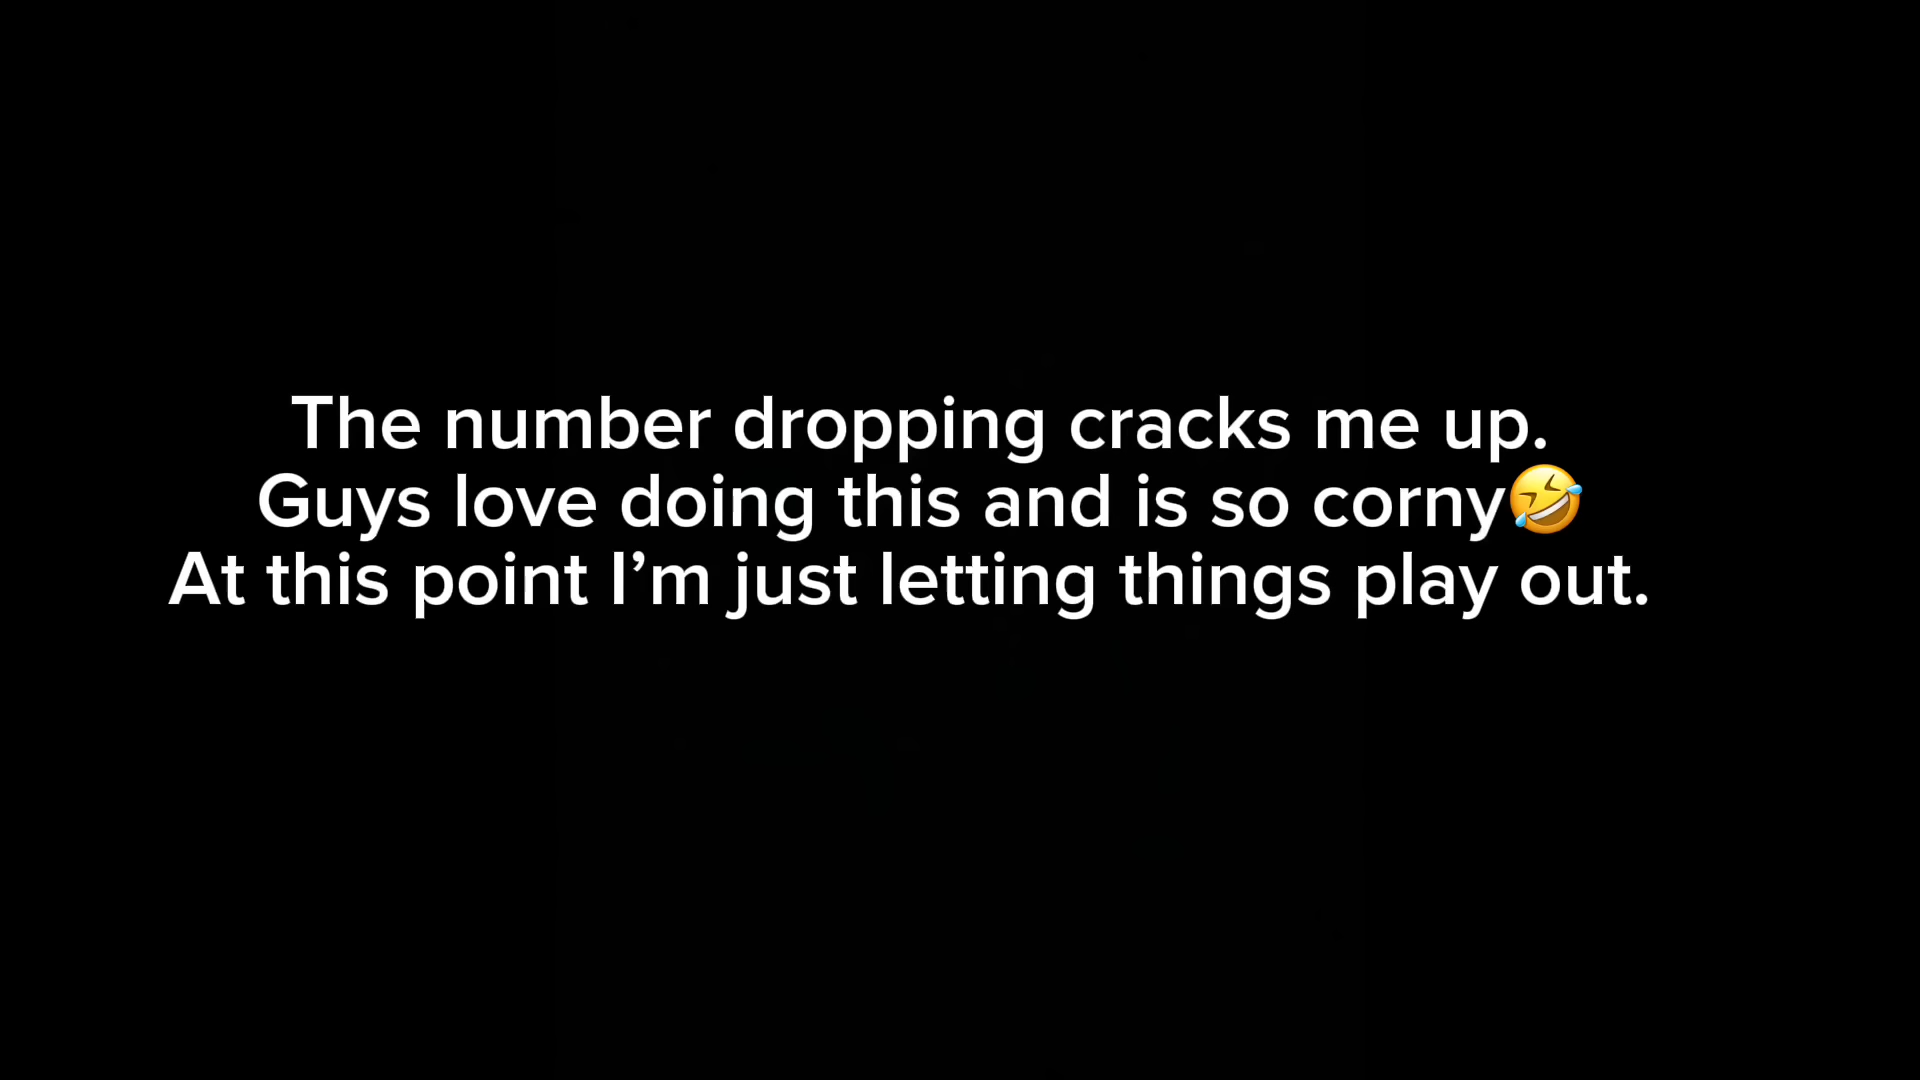 The number dropping cracks me up.
Guys love doing this and is so corny🤣
At this point I’m just letting things play out.